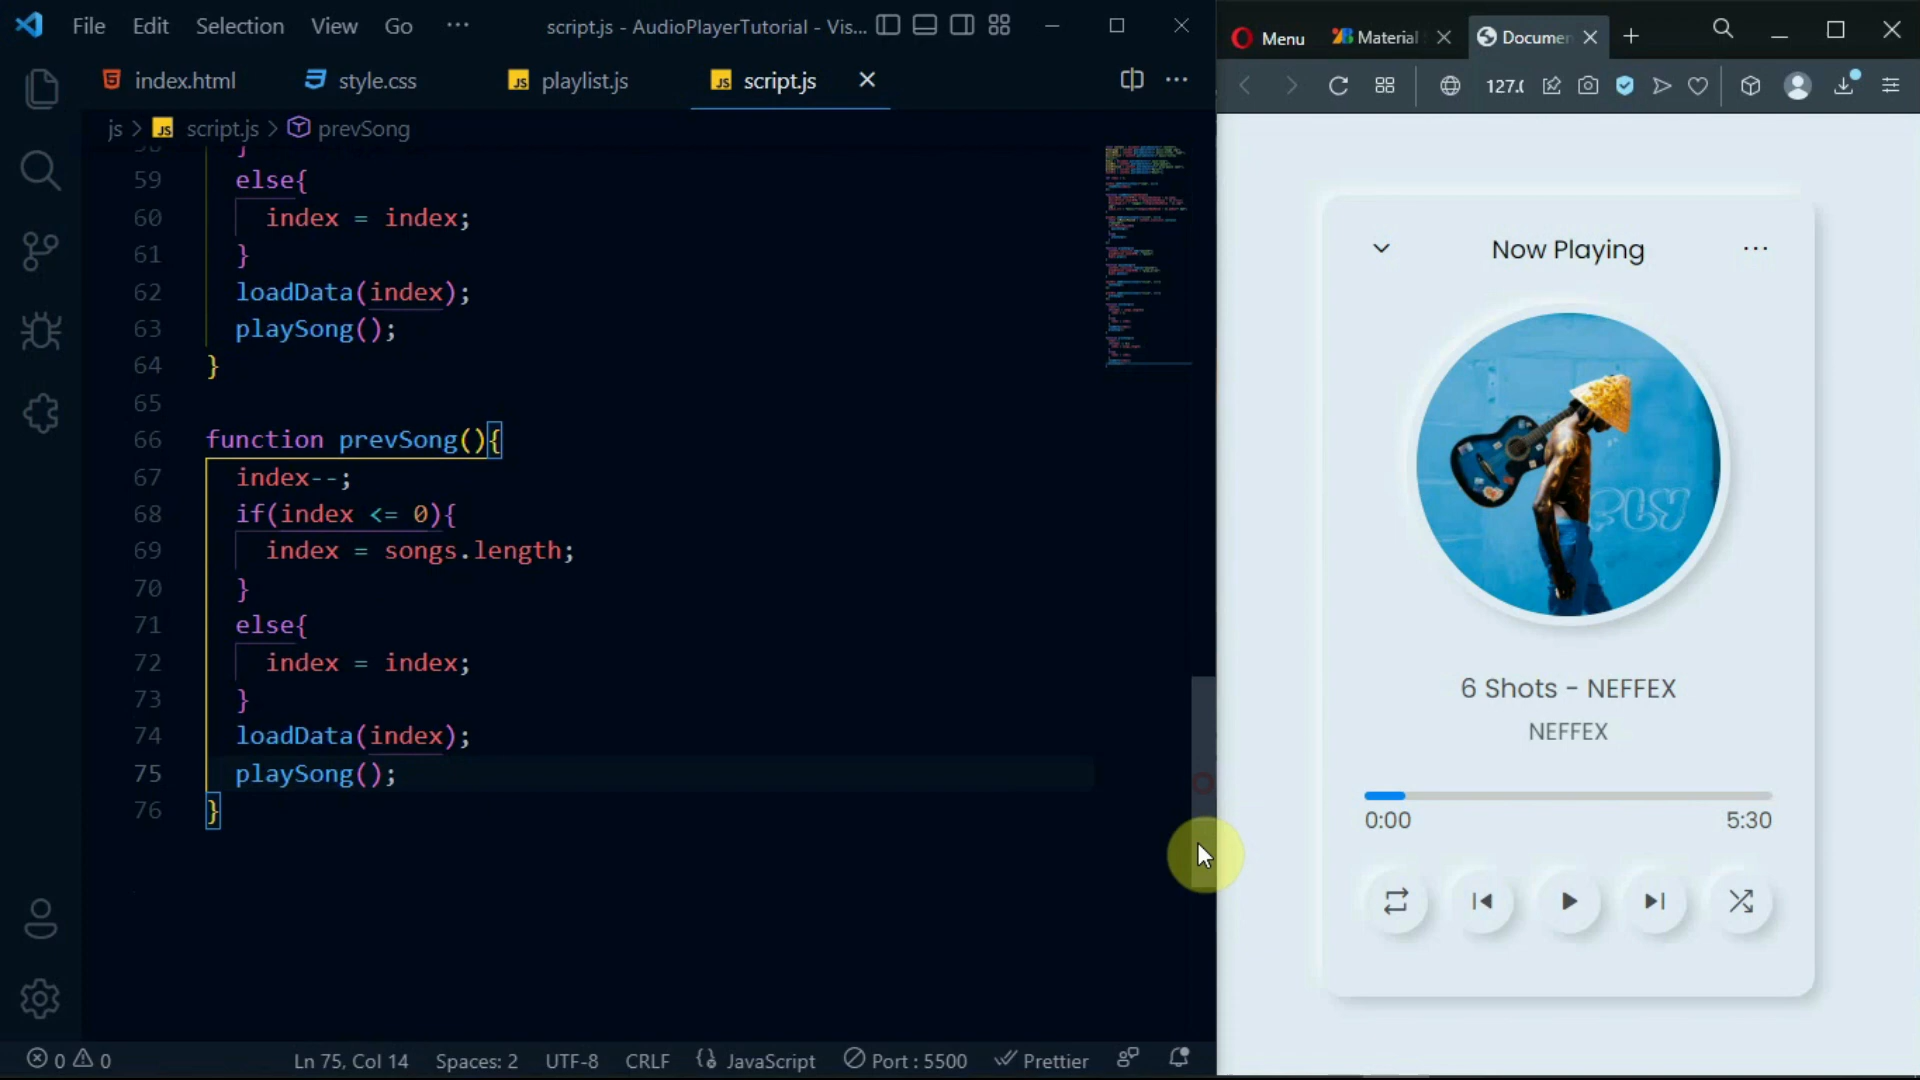 File Edit Selection View Go ··· script.js - AudioPlayerTutorial - Vis...
index.html style.css playlist.js script.js
js > script.js > prevSong
58 }
59 else{
60 index = index;
61 }
62 loadData(index);
63 playSong();
64 }
65
66 function prevSong(){
67 index--;
68 if(index <= 0){
69 index = songs.length;
70 }
71 else{
72 index = index;
73 }
74 loadData(index);
75 playSong();
76 }
0 0 Ln 75, Col 14 Spaces: 2 UTF-8 CRLF JavaScript Port : 5500 Prettier
Menu Material Documen
127.(
Now Playing
6 Shots - NEFFEX
NEFFEX
0:00 5:30